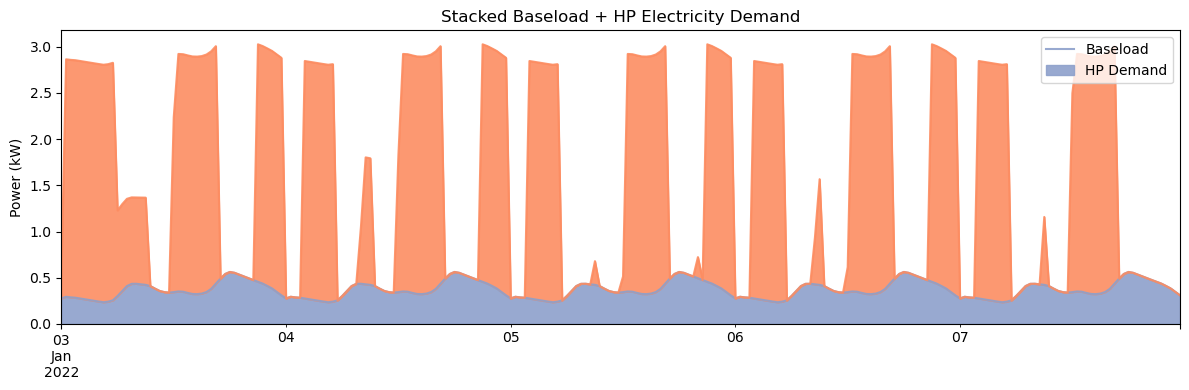 Stacked Baseload + HP Electricity Demand
Power (kW)
3.0
2.5
2.0
1.5
1.0
0.5
0.0
Baseload
HP Demand
03
04
05
06
07
Jan
2022